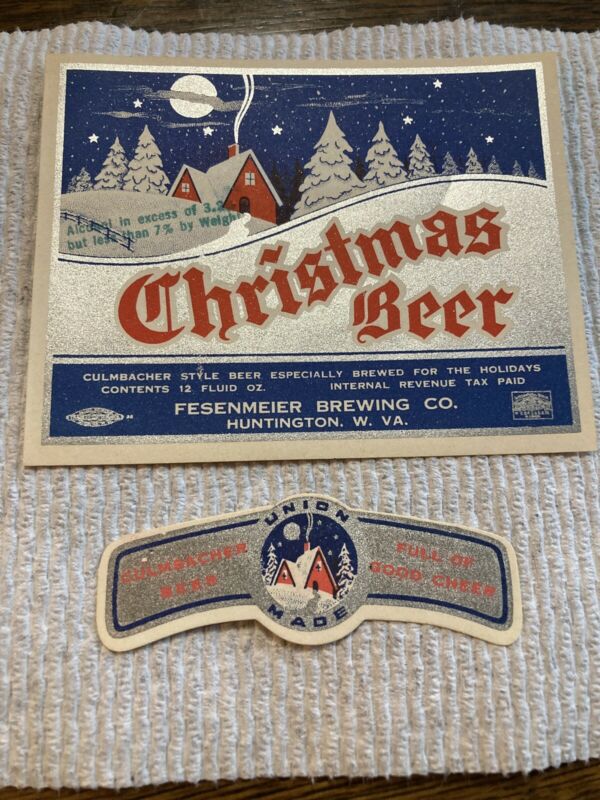 Alcohol in excess of 3.2
but less than 7% by Weight
Christmas
Beer
CULMBACHER STYLE BEER ESPECIALLY BREWED FOR THE HOLIDAYS
CONTENTS 12 FLUID OZ. INTERNAL REVENUE TAX PAID
FESENMEIER BREWING CO.
HUNTINGTON, W. VA.
UNION
MADE
CULMBACHER
BEER
FULL OF
GOOD CHEER